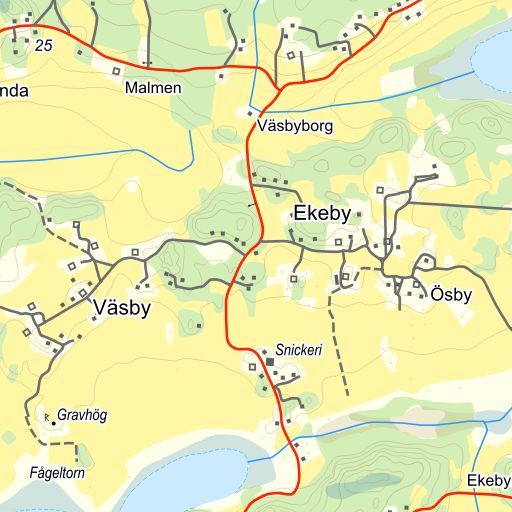 25
Malmen
nda
Väsbyborg
Ekeby
Väsby
Ösby
Snickeri
Gravhög
Fågeltorn
Ekeby